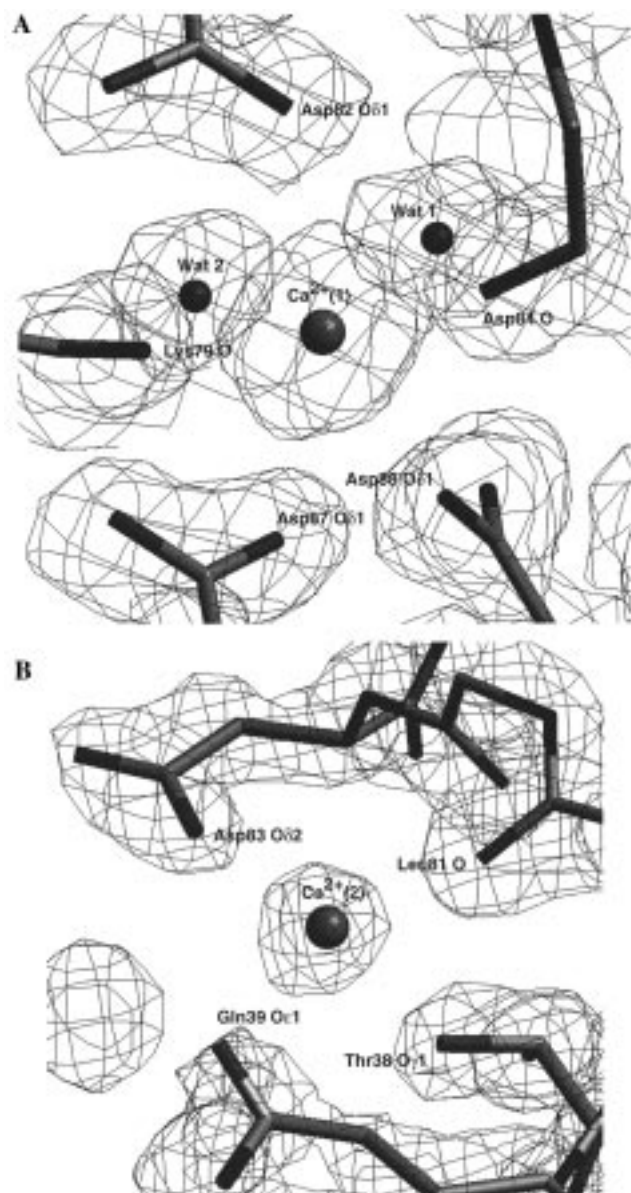 A
Asp82 Oδ1
Wat 1
Wat 2
Ca²⁺(1)
Asp84 O
Lys79 O
Asp88 Oδ1
Asp87 Oδ1
B
Asp83 Oδ2
Leu81 O
Ca²⁺(2)
Gln39 Oε1
Thr38 Oγ1